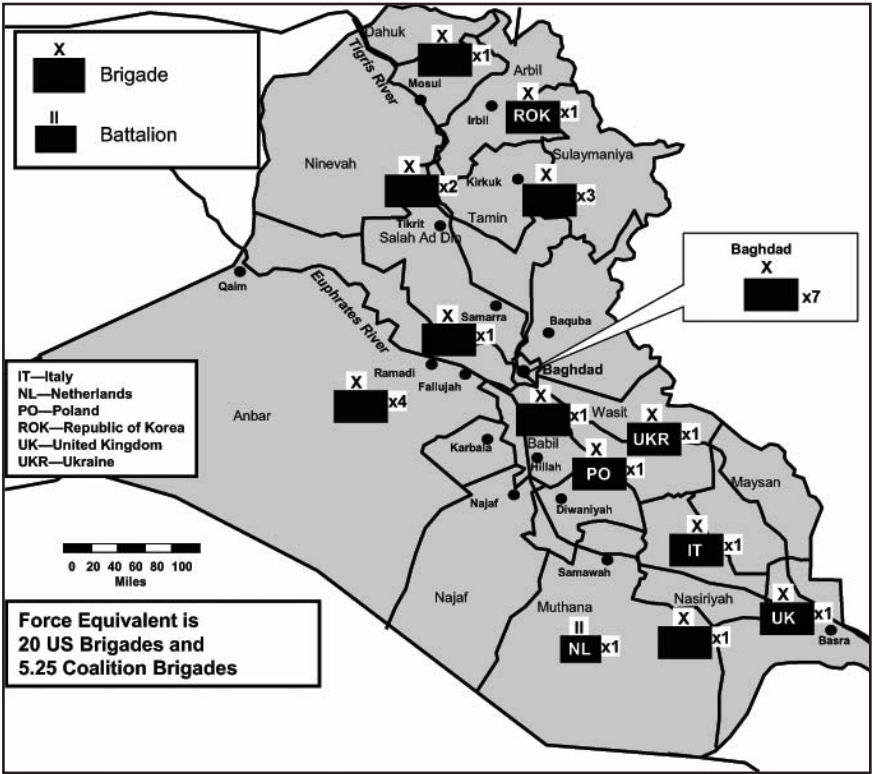 X
Brigade
II
Battalion
Dahuk
X
x1
Tigris River
Mosul
Arbil
X
Irbil
ROK
x1
Sulaymaniya
Ninevah
X
x2
Kirkuk
X
x3
Tamin
Tikrit
Salah Ad Din
Baghdad
X
x7
Qaim
Euphrates River
Samarra
X
x1
Baquba
Baghdad
Ramadi
Fallujah
IT—Italy
NL—Netherlands
PO—Poland
ROK—Republic of Korea
UK—United Kingdom
UKR—Ukraine
X
x4
Anbar
X
x1
Wasit
X
UKR
x1
Babil
Karbala
Hillah
X
PO
x1
Maysan
Najaf
Diwaniyah
X
IT
x1
0 20 40 60 80 100
Miles
Samawah
Najaf
Muthana
Nasiriyah
X
UK
x1
Basra
II
NL
x1
X
x1
Force Equivalent is
20 US Brigades and
5.25 Coalition Brigades